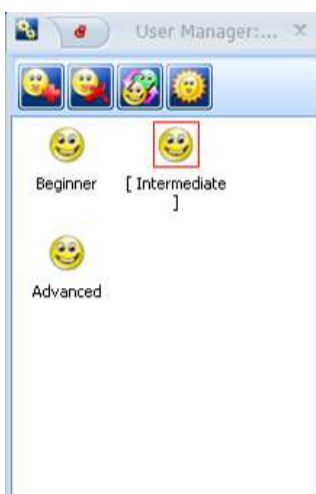 User Manager:...
Beginner
[ Intermediate
]
Advanced